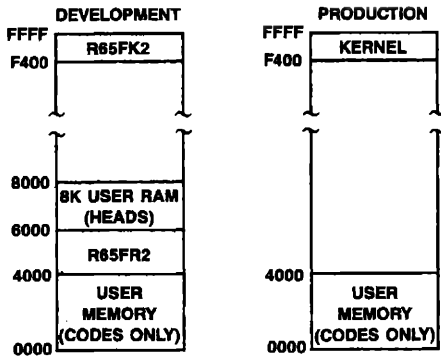 DEVELOPMENT
FFFF
R65FK2
F400
8000
8K USER RAM
(HEADS)
6000
R65FR2
4000
USER
MEMORY
(CODES ONLY)
0000
PRODUCTION
FFFF
KERNEL
F400
4000
USER
MEMORY
(CODES ONLY)
0000